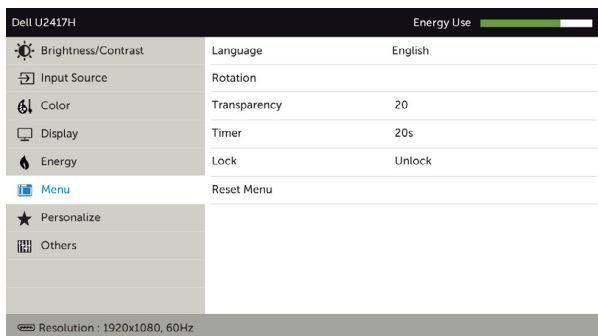 Dell U2417H Energy Use
Brightness/Contrast Language English
Input Source Rotation
Color Transparency 20
Display Timer 20s
Energy Lock Unlock
Menu Reset Menu
Personalize
Others
Resolution : 1920x1080, 60Hz